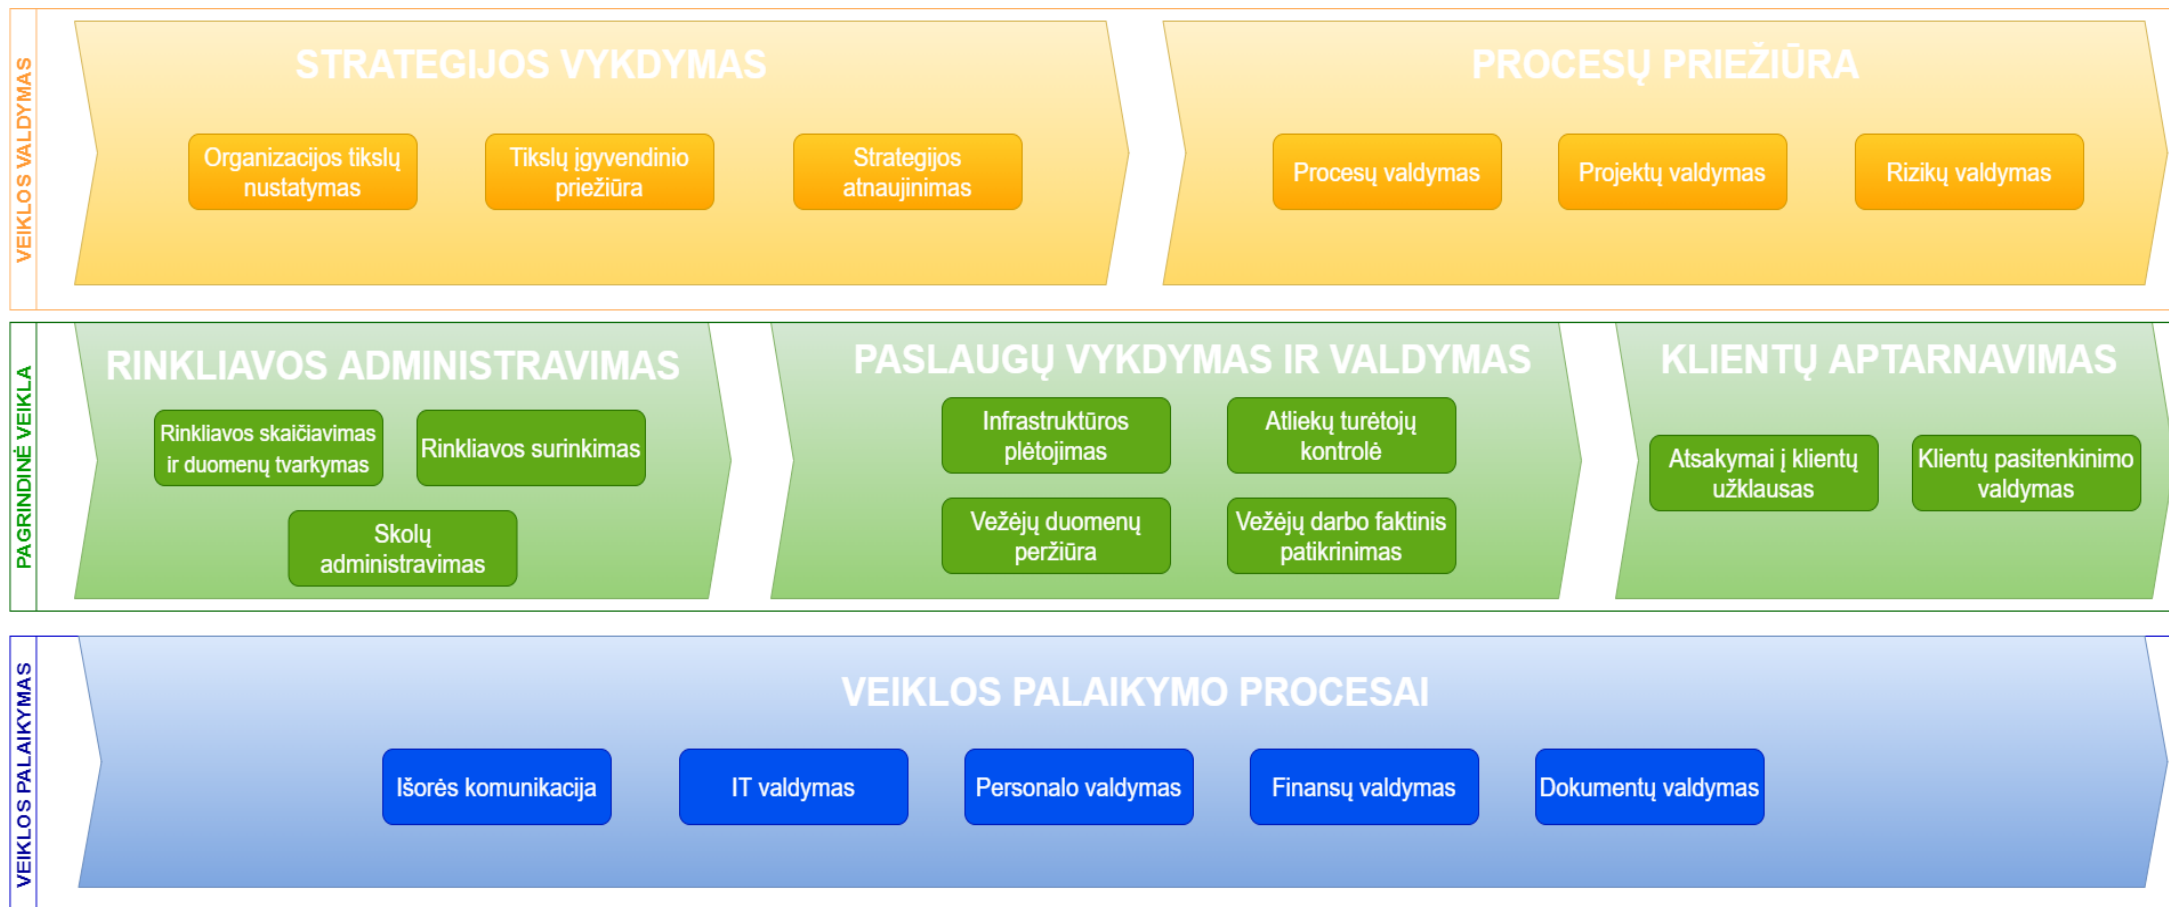 VEIKLOS VALDYMAS
STRATEGIJOS VYKDYMAS
Organizacijos tikslų
nustatymas
Tikslų įgyvendinio
priežiūra
Strategijos
atnaujinimas
PROCESŲ PRIEŽIŪRA
Procesų valdymas
Projektų valdymas
Rizikų valdymas
PAGRINDINĖ VEIKLA
RINKLIAVOS ADMINISTRAVIMAS
Rinkliavos skaičiavimas
ir duomenų tvarkymas
Rinkliavos surinkimas
Skolų
administravimas
PASLAUGŲ VYKDYMAS IR VALDYMAS
Infrastruktūros
plėtojimas
Atliekų turėtojų
kontrolė
Vežėjų duomenų
peržiūra
Vežėjų darbo faktinis
patikrinimas
KLIENTŲ APTARNAVIMAS
Atsakymai į klientų
užklausas
Klientų pasitenkinimo
valdymas
VEIKLOS PALAIKYMAS
VEIKLOS PALAIKYMO PROCESAI
Išorės komunikacija
IT valdymas
Personalo valdymas
Finansų valdymas
Dokumentų valdymas